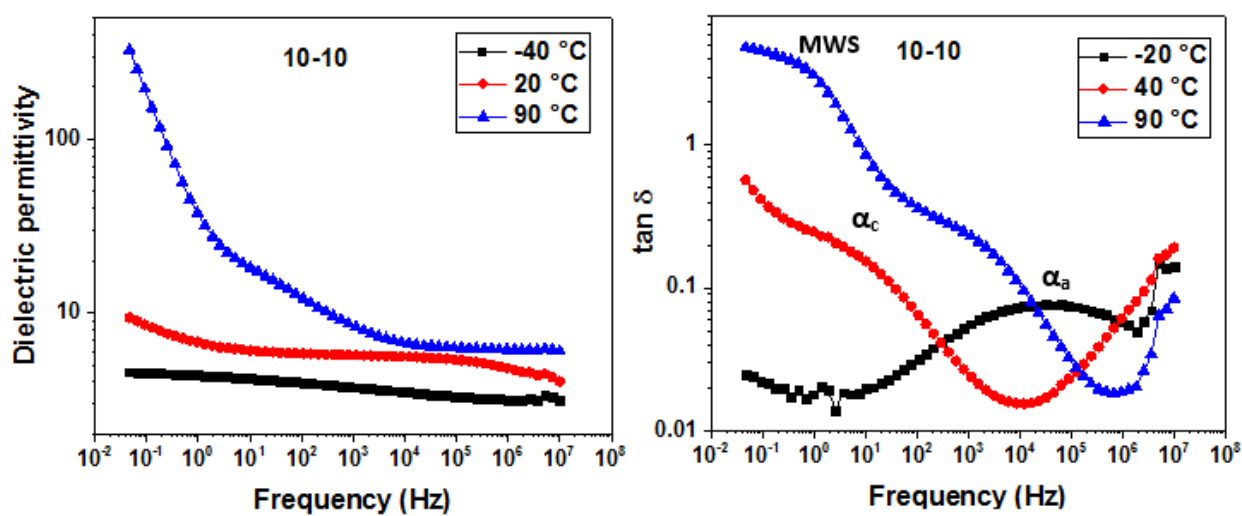 10-10
-40 °C
20 °C
90 °C
Dielectric permittivity
100
10
10⁻² 10⁻¹ 10⁰ 10¹ 10² 10³ 10⁴ 10⁵ 10⁶ 10⁷ 10⁸
Frequency (Hz)
MWS 10-10
-20 °C
40 °C
90 °C
tan δ
1
0.1
0.01
αc
αa
10⁻² 10⁻¹ 10⁰ 10¹ 10² 10³ 10⁴ 10⁵ 10⁶ 10⁷ 10⁸
Frequency (Hz)